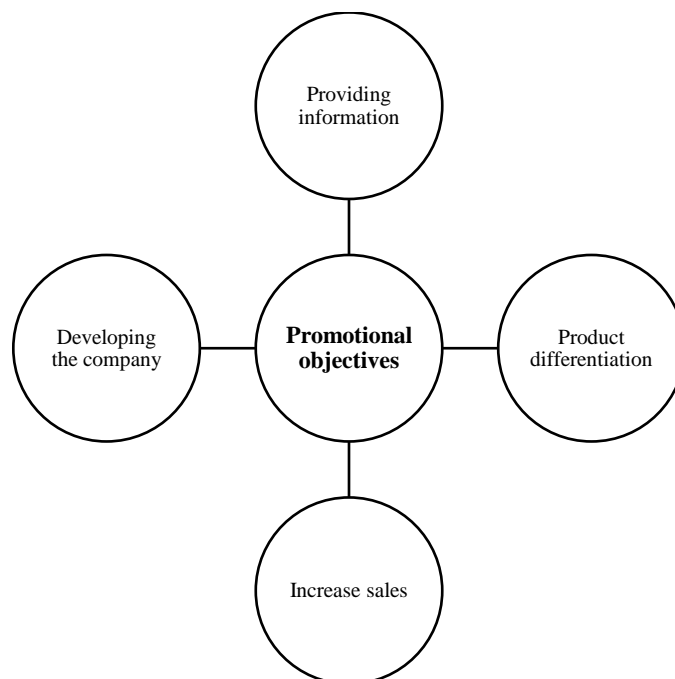 Providing
information
Developing
the company
Promotional
objectives
Product
differentiation
Increase sales